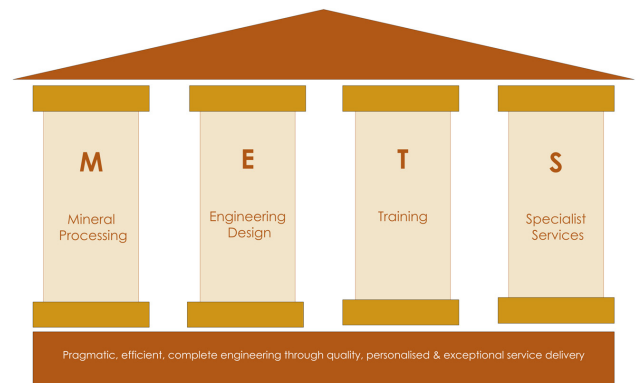 M
Mineral
Processing
E
Engineering
Design
T
Training
S
Specialist
Services
Pragmatic, efficient, complete engineering through quality, personalised & exceptional service delivery